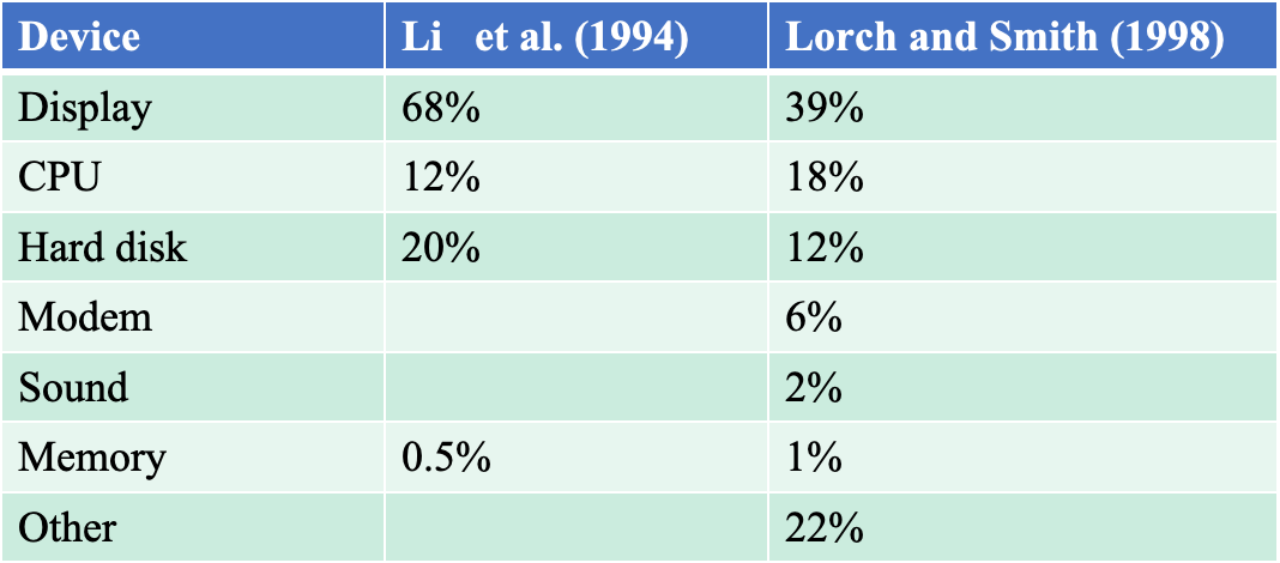 Device Li et al. (1994) Lorch and Smith (1998)
Display 68% 39%
CPU 12% 18%
Hard disk 20% 12%
Modem 6%
Sound 2%
Memory 0.5% 1%
Other 22%